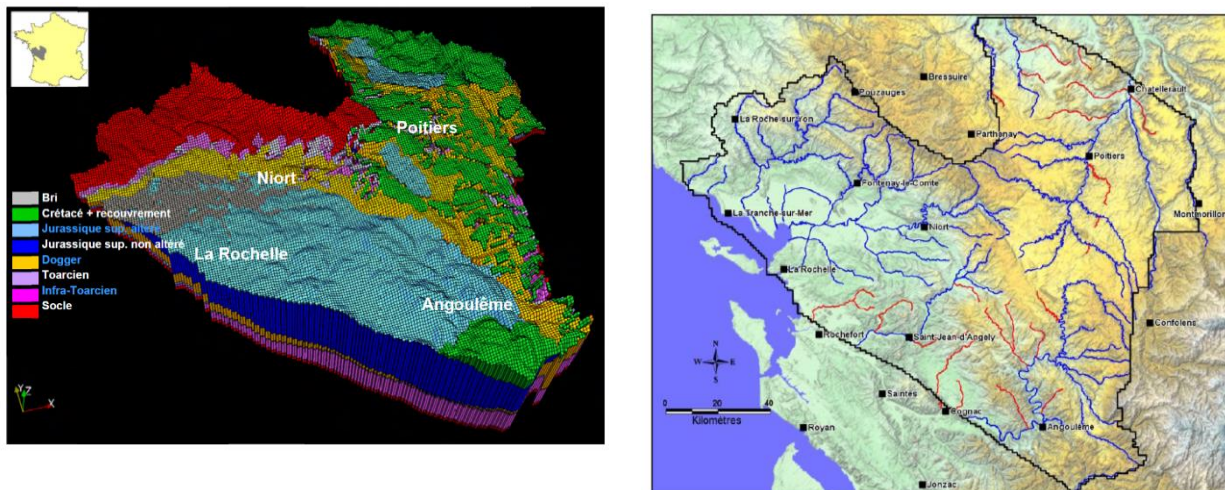 Poitiers
Niort
La Rochelle
Angoulême
Bri
Crétacé + recouvrement
Jurassique sup. altéré
Jurassique sup. non altéré
Dogger
Toarcien
Infra-Toarcien
Socle
Y
Z
X
Bressuire
Pouzauges
Chatellerault
La Roche-sur-yon
Parthenay
Poitiers
Fontenay-le-Comte
Montmorillon
La Tranche-sur-Mer
Niort
La Rochelle
Confolens
Rochefort
Saint Jean d'Angely
N
W E
S
Saintes
0 20 40
Kilomètres
Cognac
Royan
Angoulême
Jonzac